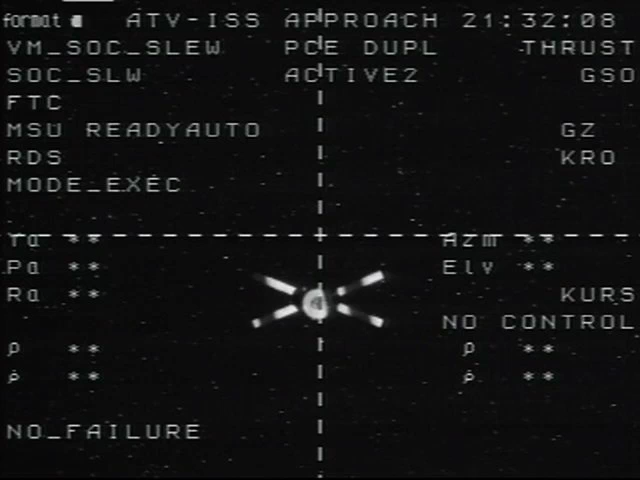 format ATV-ISS APPROACH 21:32:08
VM_SOC_SLEW PCE DUPL THRUST
SOC_SLW ACTIVE2 GSO
FTC
MSU READYAUTO GZ
RDS KRO
MODE_EXEC
Ya ** Azm **
Pa ** Elv **
Ra ** KURS
NO CONTROL
ρ ** ρ **
ρ̇ ** ρ̇ **
NO_FAILURE